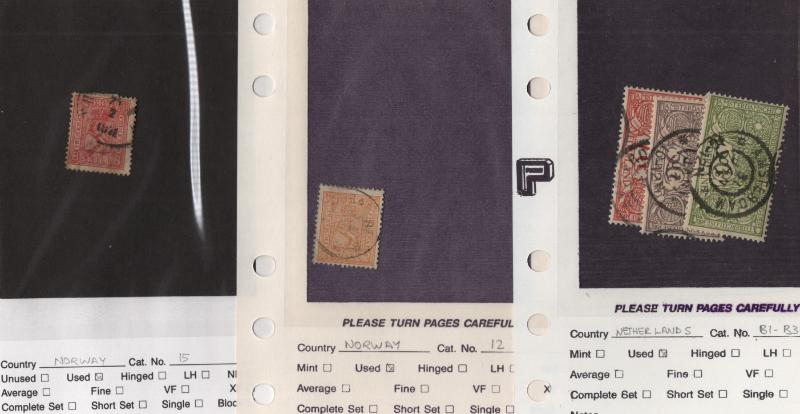 Country NORWAY Cat. No. 15
Unused ☐ Used ☒ Hinged ☐ LH ☐
Average ☐ Fine ☐ VF ☐ X
Complete Set ☐ Short Set ☐ Single ☐ Bloc
PLEASE TURN PAGES CAREFUL
Country NORWAY Cat. No. 12
Mint ☐ Used ☒ Hinged ☐ LH ☐
Average ☐ Fine ☐ VF ☐ X
Complete Set ☐ Short Set ☐ Single ☐
P
AMSTERDAM
PLEASE TURN PAGES CAREFULLY
Country NETHERLANDS Cat. No. B1-B3
Mint ☐ Used ☒ Hinged ☐ LH ☐
Average ☐ Fine ☐ VF ☐
Complete Set ☐ Short Set ☐ Single ☐